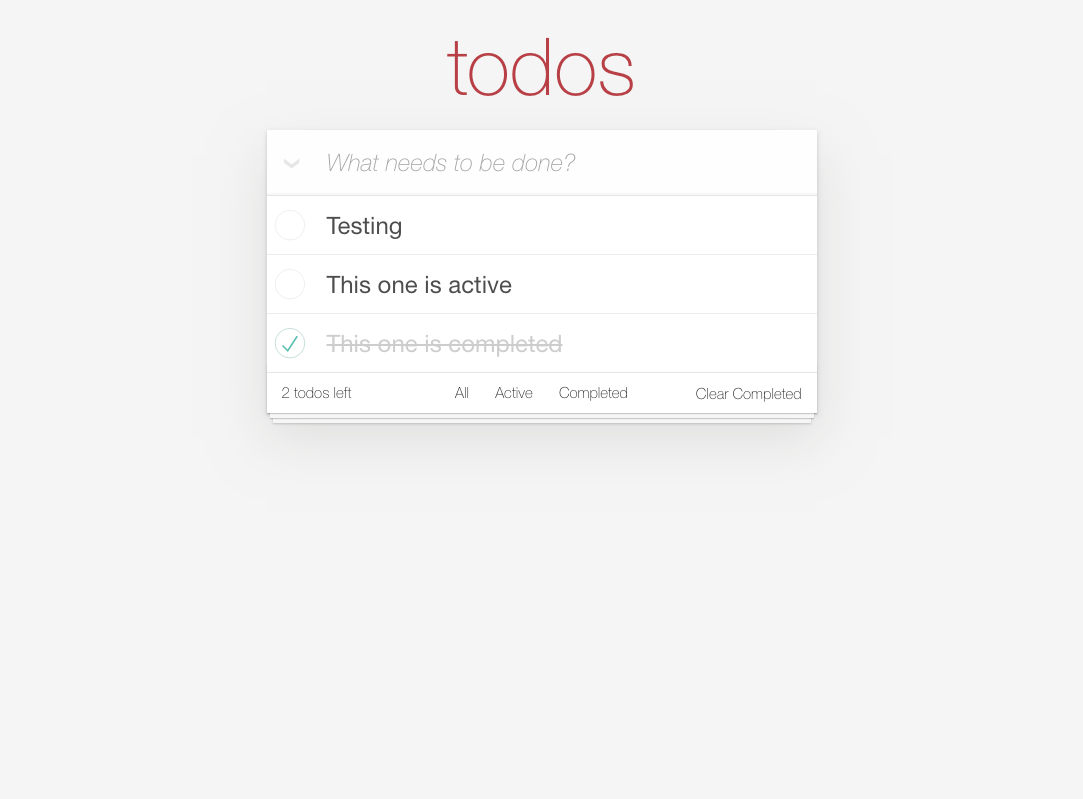 todos
What needs to be done?
Testing
This one is active
This one is completed
2 todos left All Active Completed Clear Completed